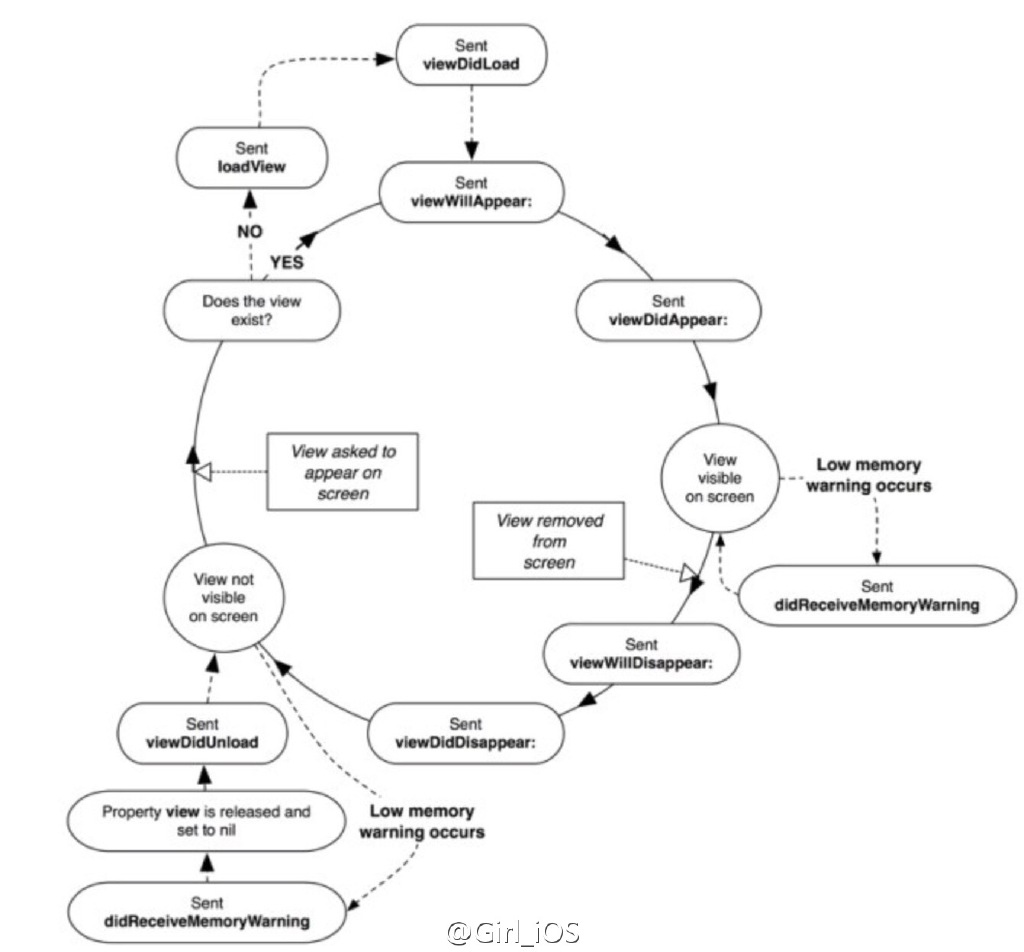 Sent
viewDidLoad
Sent
loadView
Sent
viewWillAppear:
NO
YES
Does the view
exist?
Sent
viewDidAppear:
View asked to
appear on
screen
View
visible
on screen
Low memory
warning occurs
View removed
from
screen
Sent
didReceiveMemoryWarning
View not
visible
on screen
Sent
viewWillDisappear:
Sent
viewDidUnload
Sent
viewDidDisappear:
Property view is released and
set to nil
Low memory
warning occurs
Sent
didReceiveMemoryWarning
@Girl_iOS